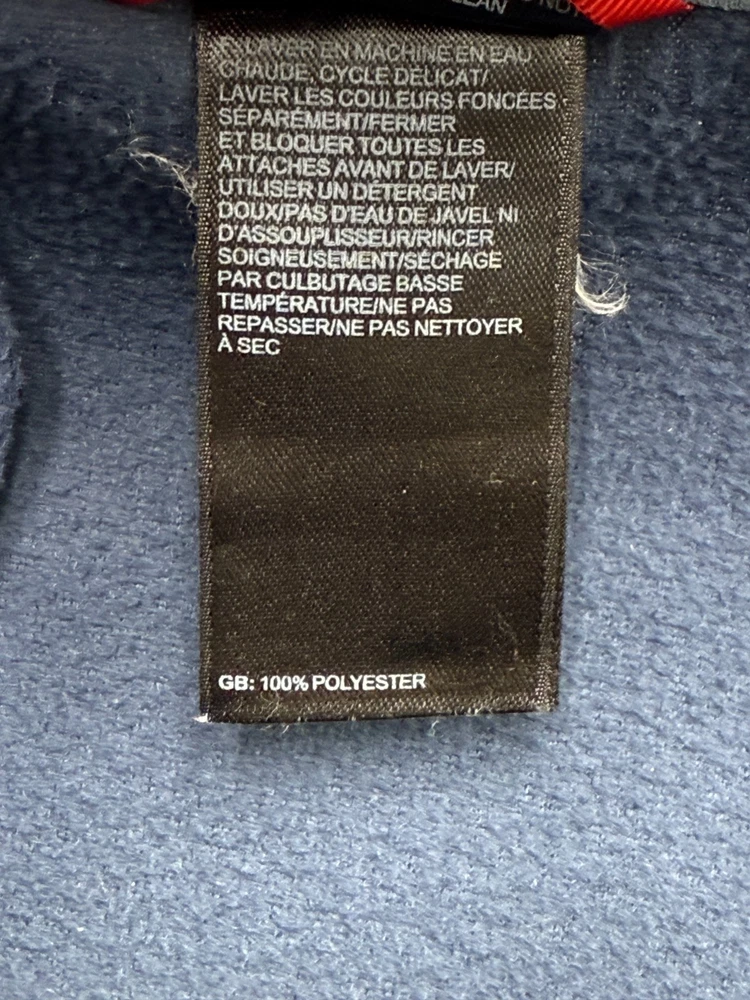 CLEAN
F: LAVER EN MACHINE EN EAU
CHAUDE, CYCLE DÉLICAT/
LAVER LES COULEURS FONCÉES
SÉPARÉMENT/FERMER
ET BLOQUER TOUTES LES
ATTACHES AVANT DE LAVER/
UTILISER UN DÉTERGENT
DOUX/PAS D'EAU DE JAVEL NI
D'ASSOUPLISSEUR/RINCER
SOIGNEUSEMENT/SÉCHAGE
PAR CULBUTAGE BASSE
TEMPÉRATURE/NE PAS
REPASSER/NE PAS NETTOYER
À SEC
GB: 100% POLYESTER